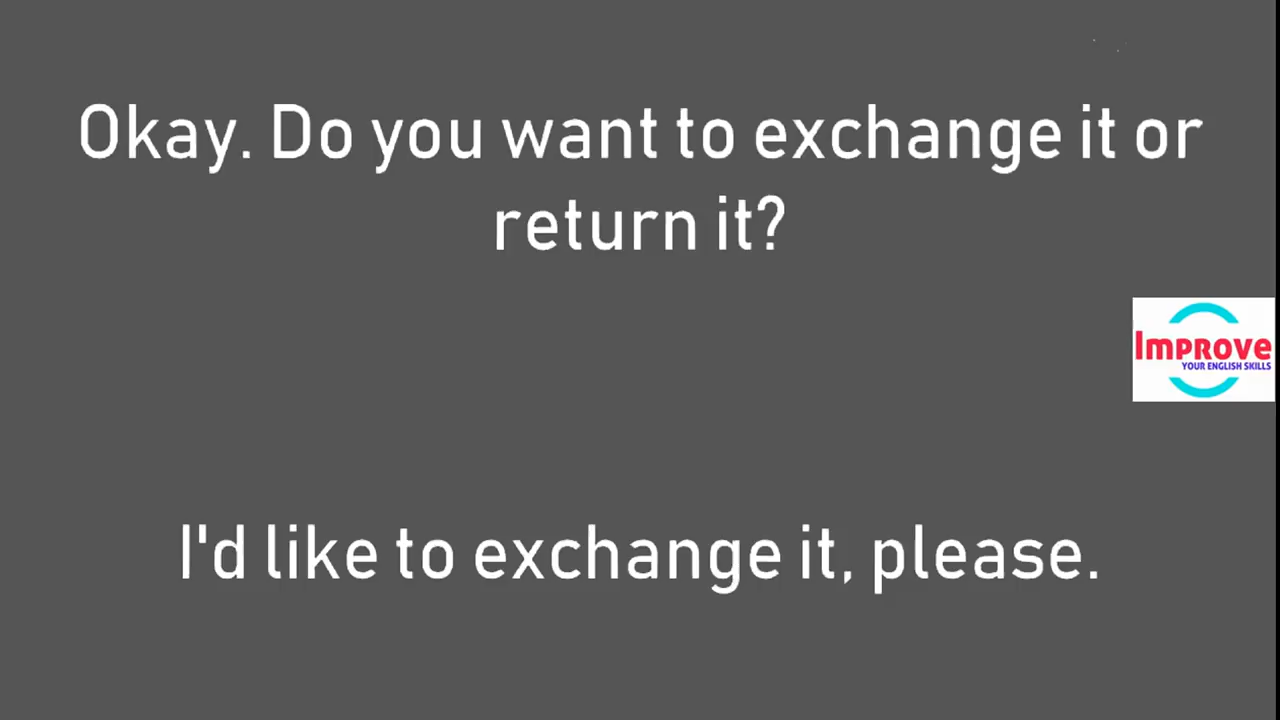 Okay. Do you want to exchange it or
return it?
Improve
YOUR ENGLISH SKILLS
I'd like to exchange it, please.